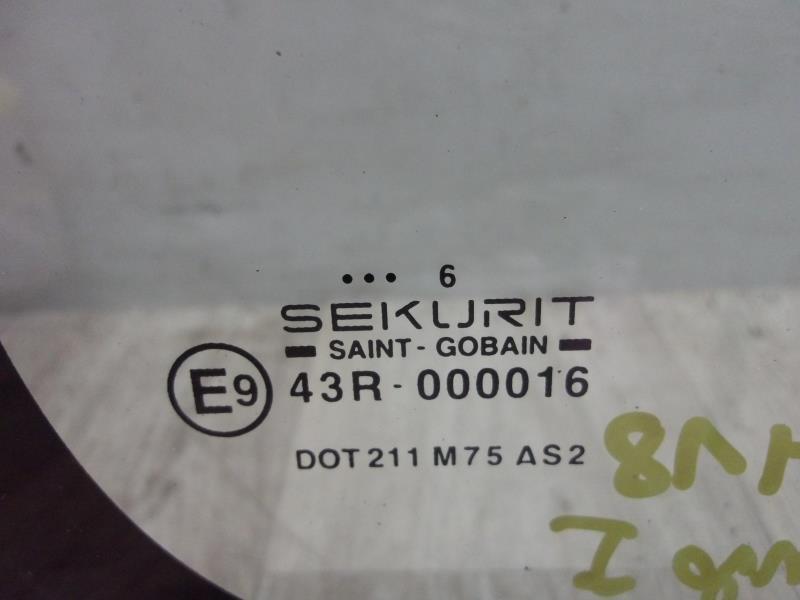 ••• 6
SEKURIT
SAINT - GOBAIN
E9 43R - 000016
DOT 211 M75 AS2